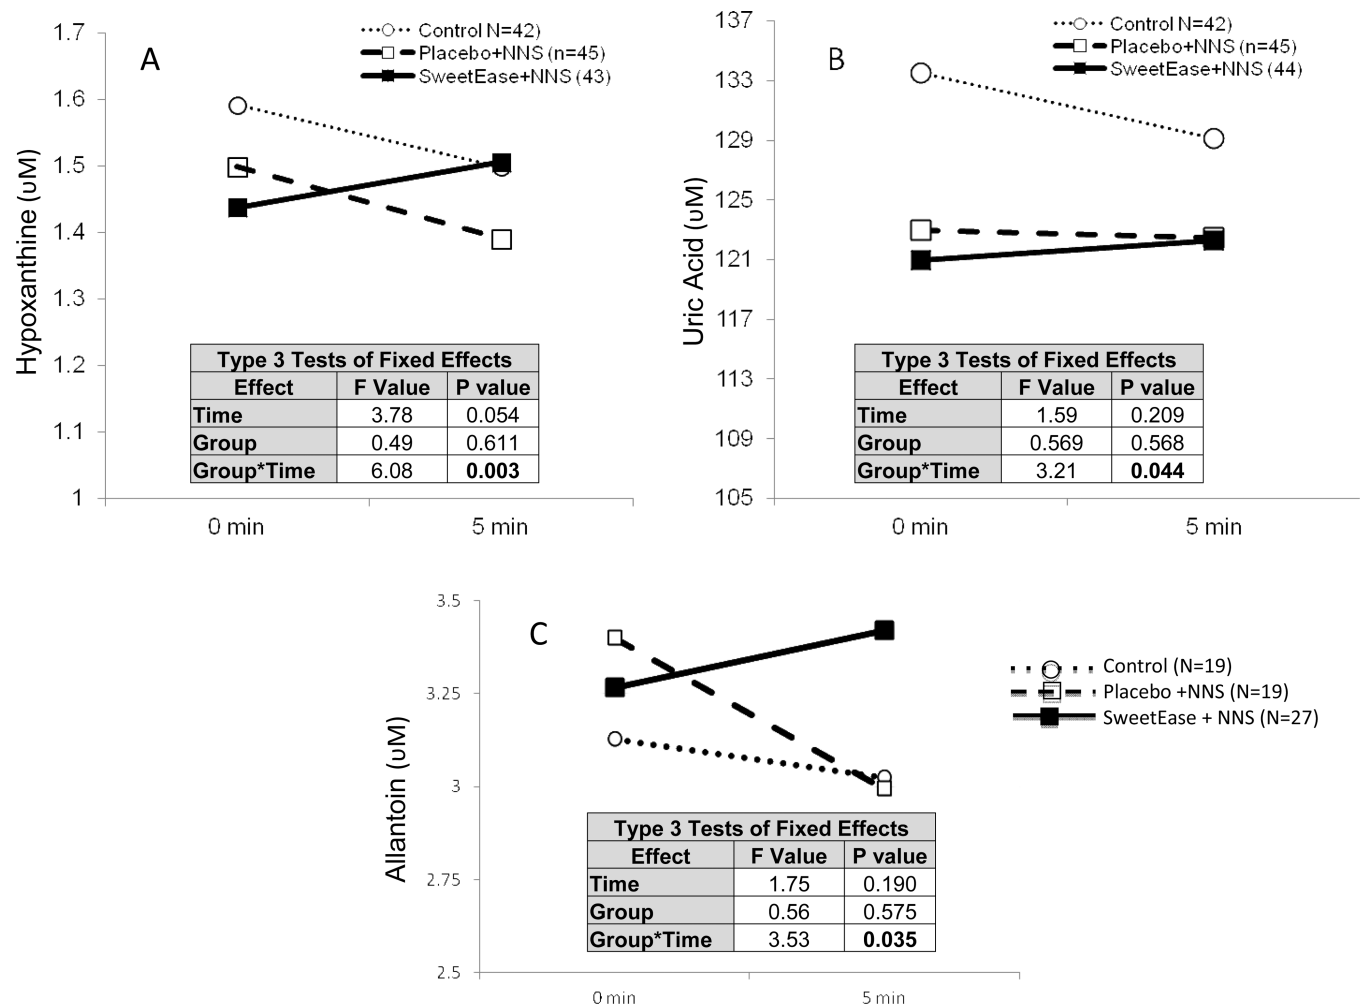 A
Control N=42)
Placebo+NNS (n=45)
SweetEase+NNS (43)
1.7
1.6
1.5
1.4
1.3
1.2
1.1
1
Hypoxanthine (υM)
Type 3 Tests of Fixed Effects
Effect F Value P value
Time 3.78 0.054
Group 0.49 0.611
Group*Time 6.08 0.003
0 min 5 min
B
Control N=42)
Placebo+NNS (n=45)
SweetEase+NNS (44)
137
133
129
125
121
117
113
109
105
Uric Acid (υM)
Type 3 Tests of Fixed Effects
Effect F Value P value
Time 1.59 0.209
Group 0.569 0.568
Group*Time 3.21 0.044
0 min 5 min
C
3.5
3.25
3
2.75
2.5
Allantoin (υM)
Control (N=19)
Placebo +NNS (N=19)
SweetEase + NNS (N=27)
Type 3 Tests of Fixed Effects
Effect F Value P value
Time 1.75 0.190
Group 0.56 0.575
Group*Time 3.53 0.035
0 min 5 min